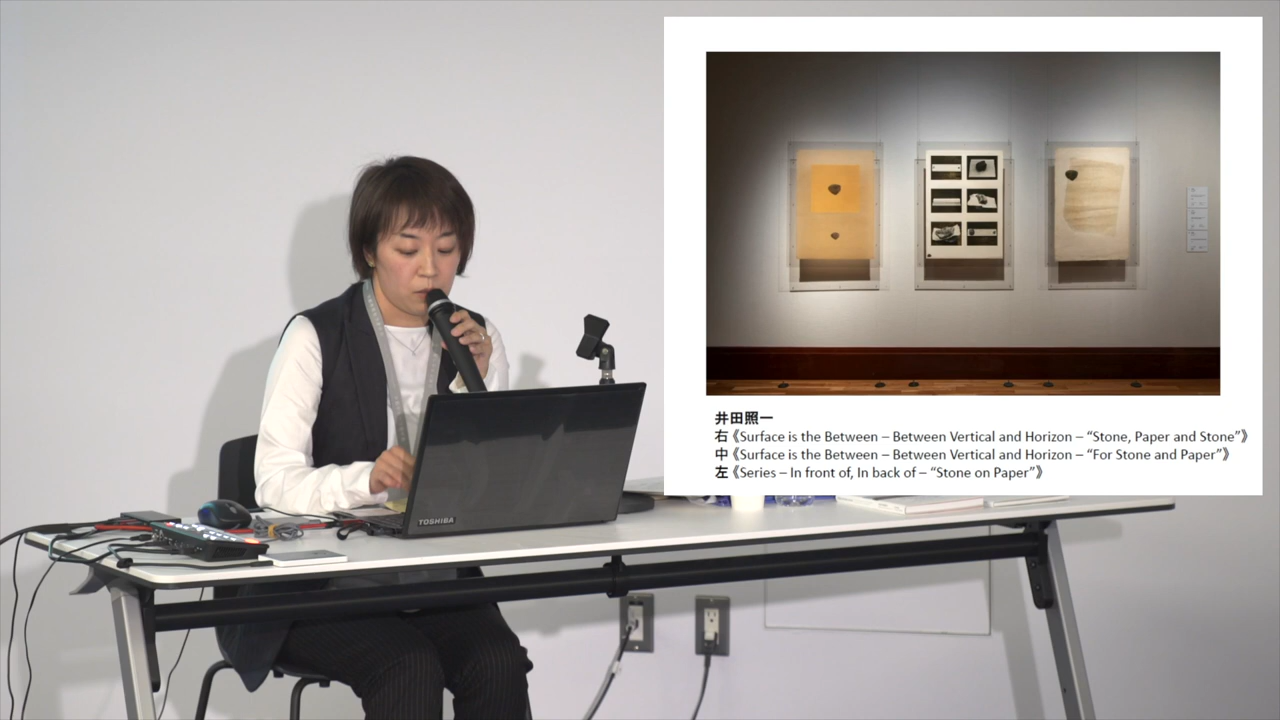 井田照一
右《Surface is the Between – Between Vertical and Horizon – “Stone, Paper and Stone”》
中《Surface is the Between – Between Vertical and Horizon – “For Stone and Paper”》
左《Series – In front of, In back of – “Stone on Paper”》
TOSHIBA